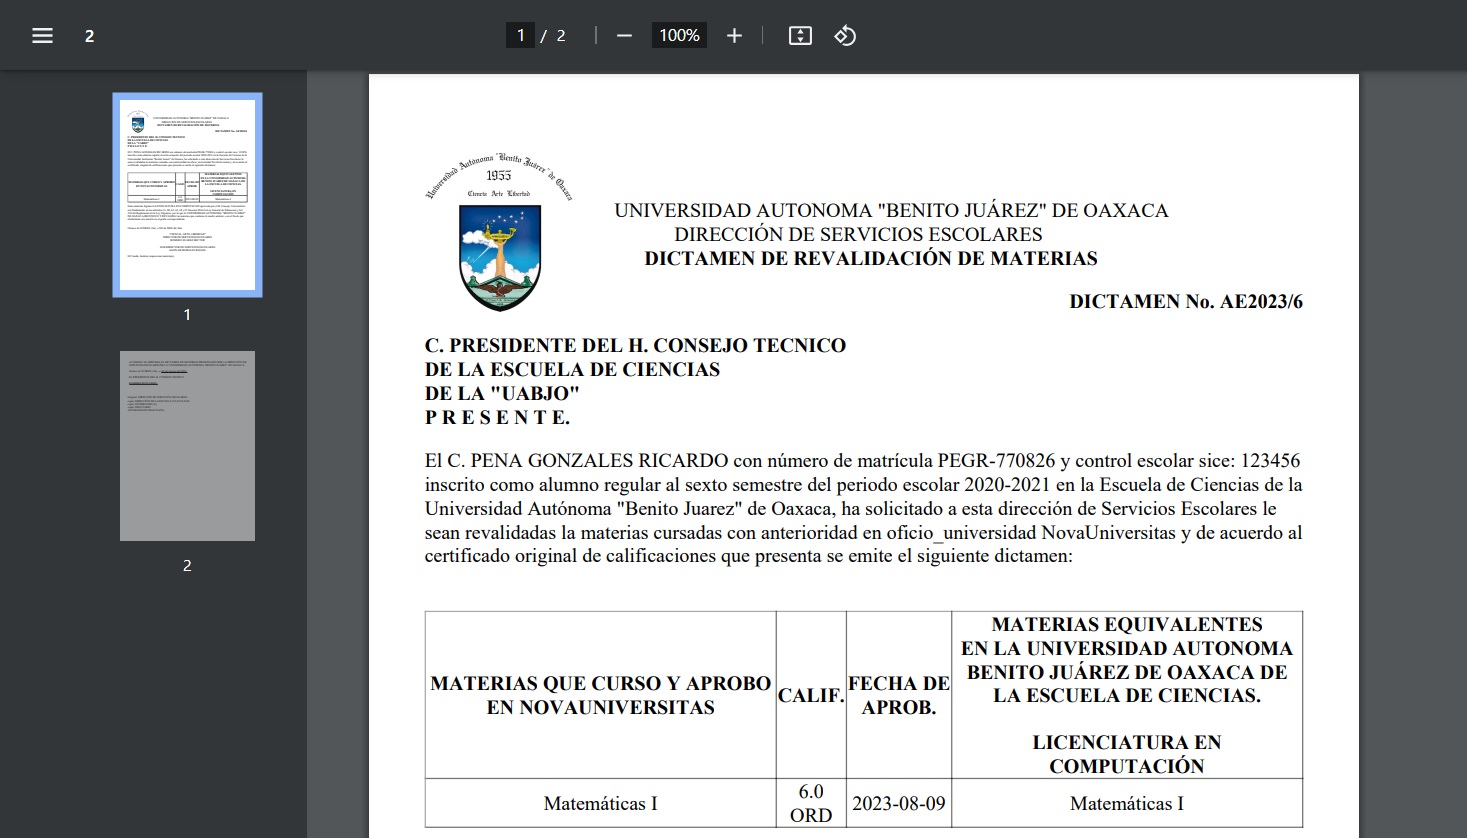 2
1 / 2
100%
1
2
Universidad Autónoma "Benito Juárez" de Oaxaca
1955
Ciencia Arte Libertad
UNIVERSIDAD AUTONOMA "BENITO JUÁREZ" DE OAXACA
DIRECCIÓN DE SERVICIOS ESCOLARES
DICTAMEN DE REVALIDACIÓN DE MATERIAS
DICTAMEN No. AE2023/6
C. PRESIDENTE DEL H. CONSEJO TECNICO
DE LA ESCUELA DE CIENCIAS
DE LA "UABJO"
P R E S E N T E.
El C. PENA GONZALES RICARDO con número de matrícula PEGR-770826 y control escolar sice: 123456
inscrito como alumno regular al sexto semestre del periodo escolar 2020-2021 en la Escuela de Ciencias de la
Universidad Autónoma "Benito Juarez" de Oaxaca, ha solicitado a esta dirección de Servicios Escolares le
sean revalidadas la materias cursadas con anterioridad en oficio_universidad NovaUniversitas y de acuerdo al
certificado original de calificaciones que presenta se emite el siguiente dictamen:
MATERIAS QUE CURSO Y APROBO
EN NOVAUNIVERSITAS
CALIF.
FECHA DE
APROB.
MATERIAS EQUIVALENTES
EN LA UNIVERSIDAD AUTONOMA
BENITO JUÁREZ DE OAXACA DE
LA ESCUELA DE CIENCIAS.
LICENCIATURA EN
COMPUTACIÓN
Matemáticas I
6.0
ORD
2023-08-09
Matemáticas I